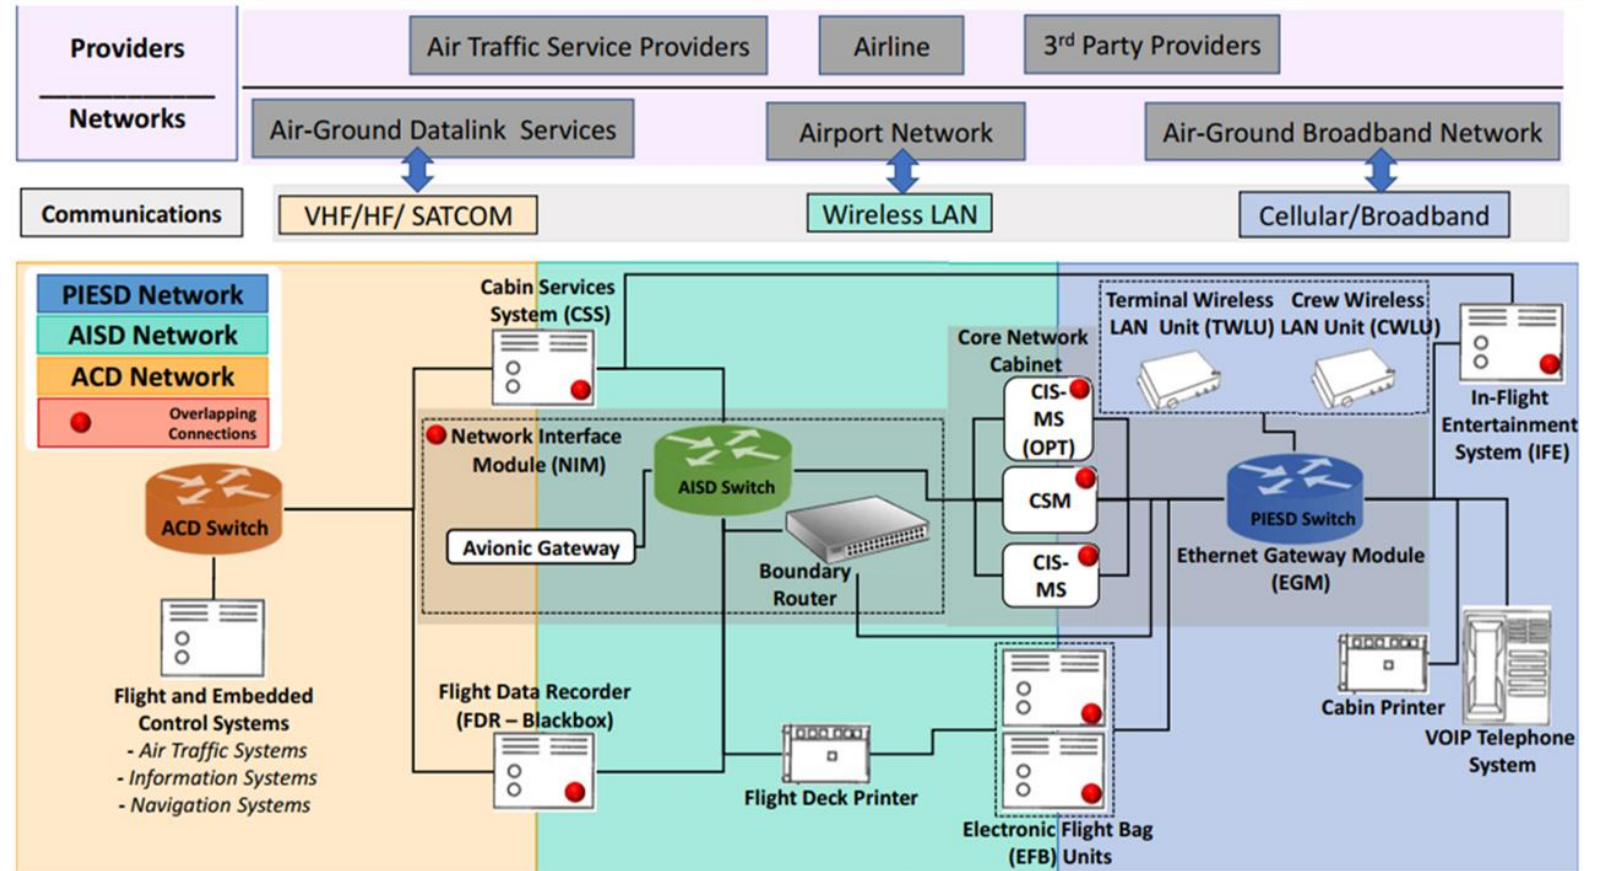 Providers
Networks
Air Traffic Service Providers
Airline
3rd Party Providers
Air-Ground Datalink Services
Airport Network
Air-Ground Broadband Network
Communications
VHF/HF/ SATCOM
Wireless LAN
Cellular/Broadband
PIESD Network
AISD Network
ACD Network
Overlapping
Connections
Cabin Services
System (CSS)
Terminal Wireless
LAN Unit (TWLU)
Crew Wireless
LAN Unit (CWLU)
Core Network
Cabinet
CIS-
MS
(OPT)
CSM
CIS-
MS
In-Flight
Entertainment
System (IFE)
Network Interface
Module (NIM)
AISD Switch
Avionic Gateway
Boundary
Router
ACD Switch
PIESD Switch
Ethernet Gateway Module
(EGM)
Flight and Embedded
Control Systems
- Air Traffic Systems
- Information Systems
- Navigation Systems
Flight Data Recorder
(FDR – Blackbox)
Flight Deck Printer
Electronic Flight Bag
(EFB) Units
Cabin Printer
VOIP Telephone
System